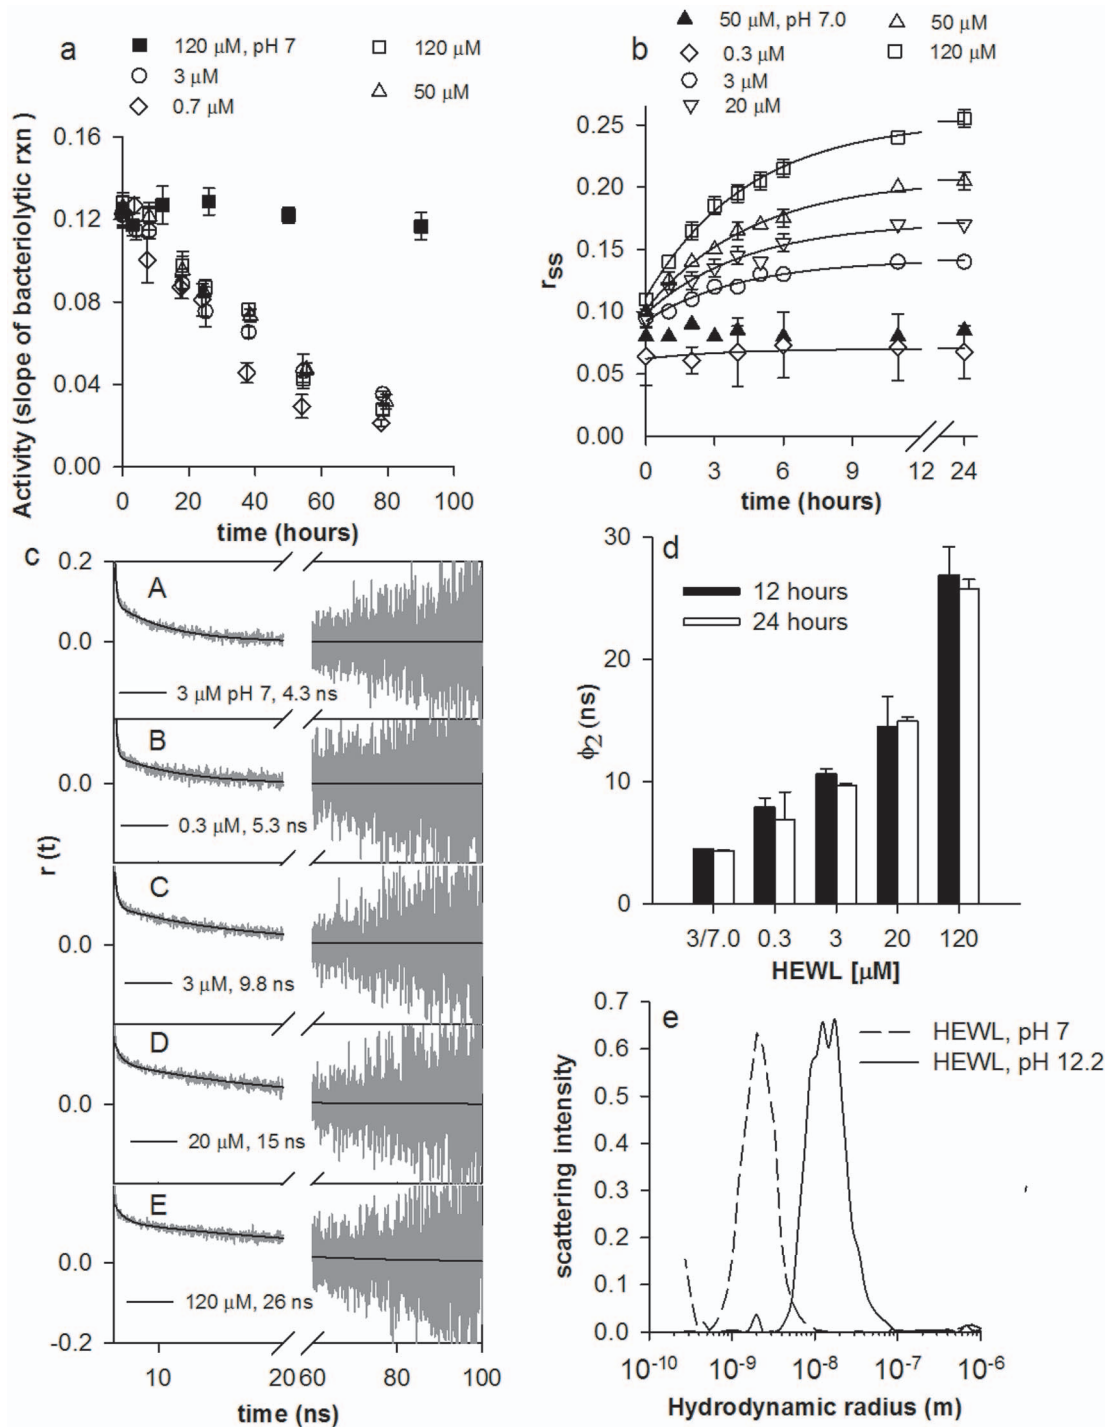 a
120 μM, pH 7
120 μM
3 μM
50 μM
0.7 μM
Activity (slope of bacteriolytic rxn)
0.16
0.12
0.08
0.04
0.00
0 20 40 60 80 100
time (hours)
b
50 μM, pH 7.0
50 μM
0.3 μM
120 μM
3 μM
20 μM
rss
0.25
0.20
0.15
0.10
0.05
0.00
0 3 6 9 12 24
time (hours)
c
r (t)
0.2
A
0.0
3 μM pH 7, 4.3 ns
B
0.0
0.3 μM, 5.3 ns
C
0.0
3 μM, 9.8 ns
D
0.0
20 μM, 15 ns
E
0.0
120 μM, 26 ns
-0.2
10 20 60 80 100
time (ns)
d
12 hours
24 hours
ϕ2 (ns)
30
20
10
0
3/7.0 0.3 3 20 120
HEWL [μM]
e
HEWL, pH 7
HEWL, pH 12.2
scattering intensity
0.7
0.6
0.5
0.4
0.3
0.2
0.1
0.0
10-10 10-9 10-8 10-7 10-6
Hydrodynamic radius (m)